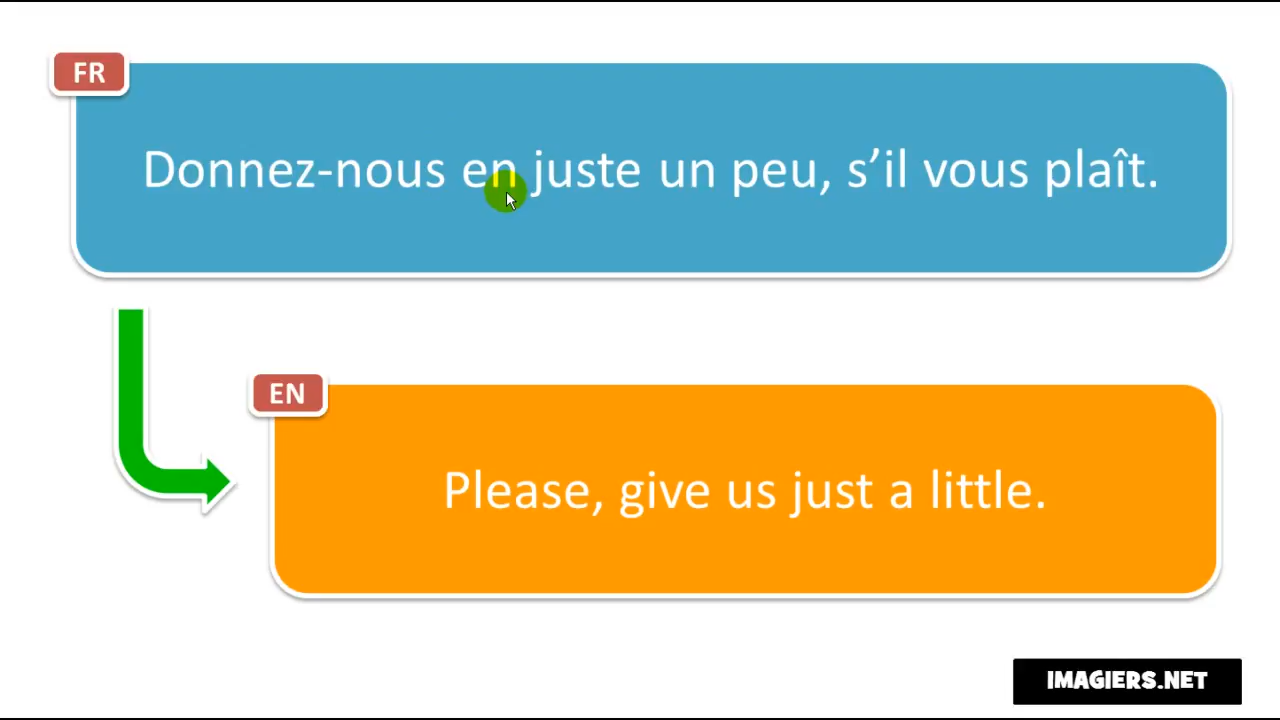 FR
Donnez-nous en juste un peu, s’il vous plaît.
EN
Please, give us just a little.
IMAGIERS.NET